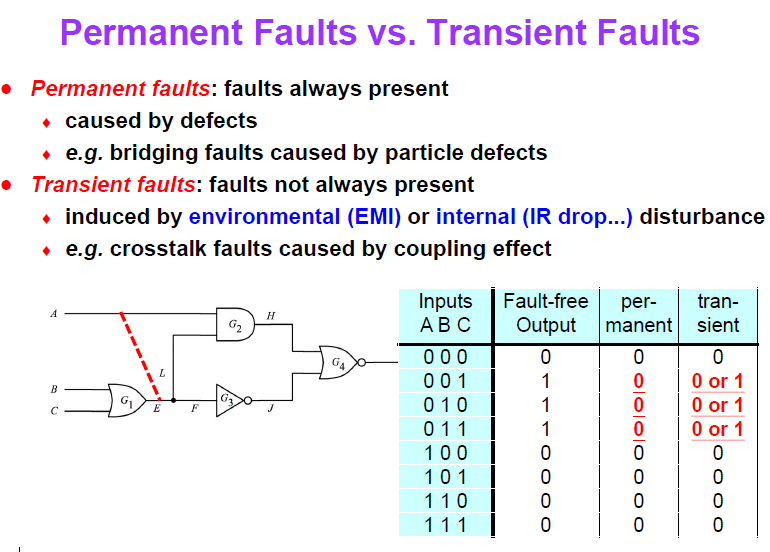 Permanent Faults vs. Transient Faults
● Permanent faults: faults always present
♦ caused by defects
♦ e.g. bridging faults caused by particle defects
● Transient faults: faults not always present
♦ induced by environmental (EMI) or internal (IR drop...) disturbance
♦ e.g. crosstalk faults caused by coupling effect
A
B
C
G1
E
L
F
G2
H
G3
J
G4
Inputs Fault-free per- tran-
A B C Output manent sient
0 0 0 0 0 0
0 0 1 1 0 0 or 1
0 1 0 1 0 0 or 1
0 1 1 1 0 0 or 1
1 0 0 0 0 0
1 0 1 0 0 0
1 1 0 0 0 0
1 1 1 0 0 0